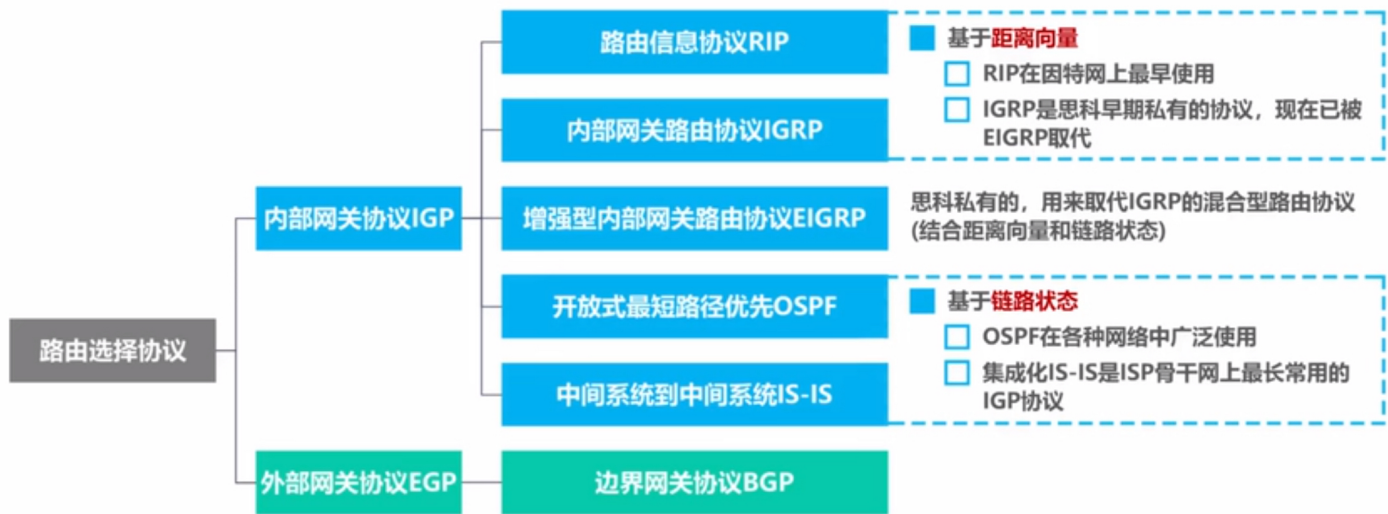 路由选择协议
内部网关协议IGP
路由信息协议RIP
内部网关路由协议IGRP
基于距离向量
RIP在因特网上最早使用
IGRP是思科早期私有的协议，现在已被
EIGRP取代
增强型内部网关路由协议EIGRP
思科私有的，用来取代IGRP的混合型路由协议
(结合距离向量和链路状态)
开放式最短路径优先OSPF
中间系统到中间系统IS-IS
基于链路状态
OSPF在各种网络中广泛使用
集成化IS-IS是ISP骨干网上最长常用的
IGP协议
外部网关协议EGP
边界网关协议BGP